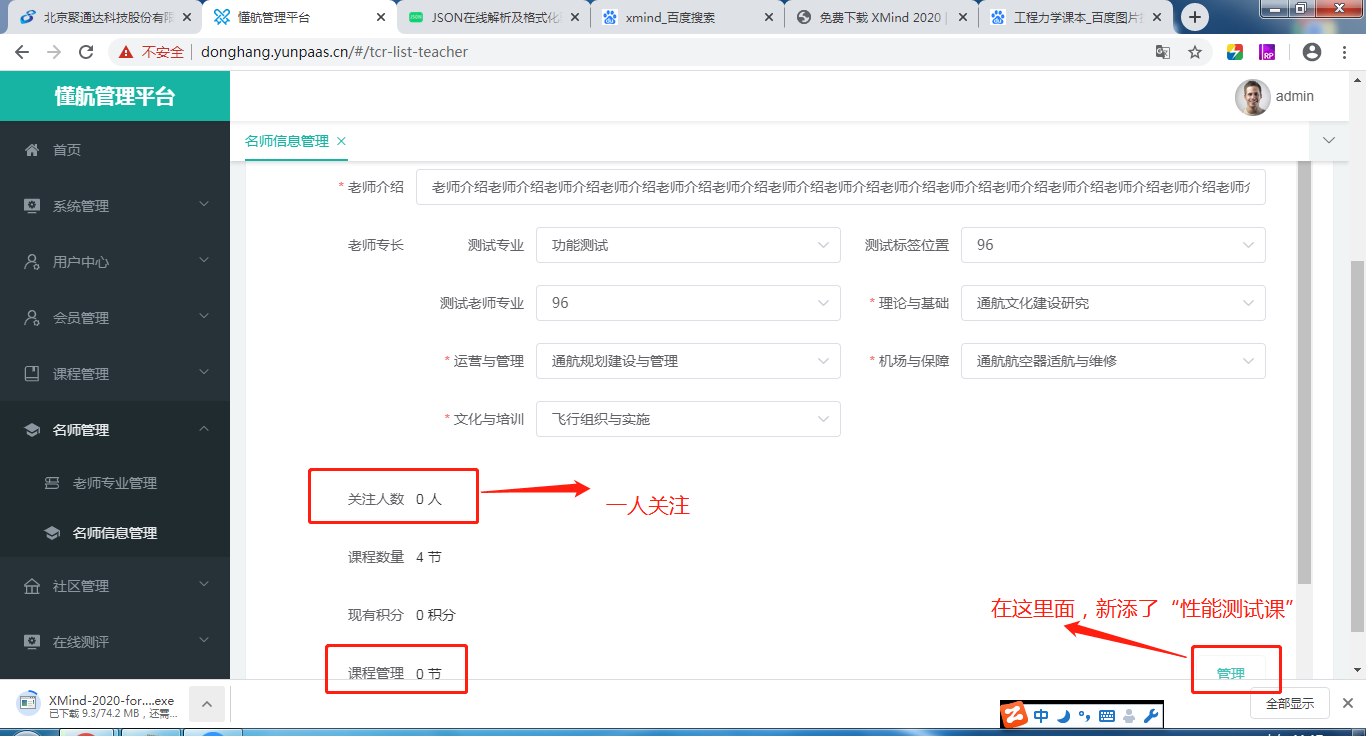 北京聚通达科技股份有限
懂航管理平台
JSON在线解析及格式化
xmind_百度搜索
免费下载 XMind 2020
工程力学课本_百度图片
不安全
donghang.yunpaas.cn/#/tcr-list-teacher
RP
懂航管理平台
admin
名师信息管理
首页
系统管理
用户中心
会员管理
课程管理
名师管理
老师专业管理
名师信息管理
社区管理
在线测评
* 老师介绍
老师介绍老师介绍老师介绍老师介绍老师介绍老师介绍老师介绍老师介绍老师介绍老师介绍老师介绍老师介绍老师介绍老师介绍老师介
老师专长
测试专业 功能测试
测试标签位置 96
测试老师专业 96
* 理论与基础 通航文化建设研究
* 运营与管理 通航规划建设与管理
* 机场与保障 通航航空器适航与维修
* 文化与培训 飞行组织与实施
关注人数 0 人
一人关注
课程数量 4 节
现有积分 0 积分
在这里面，新添了“性能测试课”
课程管理 0 节
管理
XMind-2020-for....exe
已下载 9.3/74.2 MB，还需...
中
全部显示